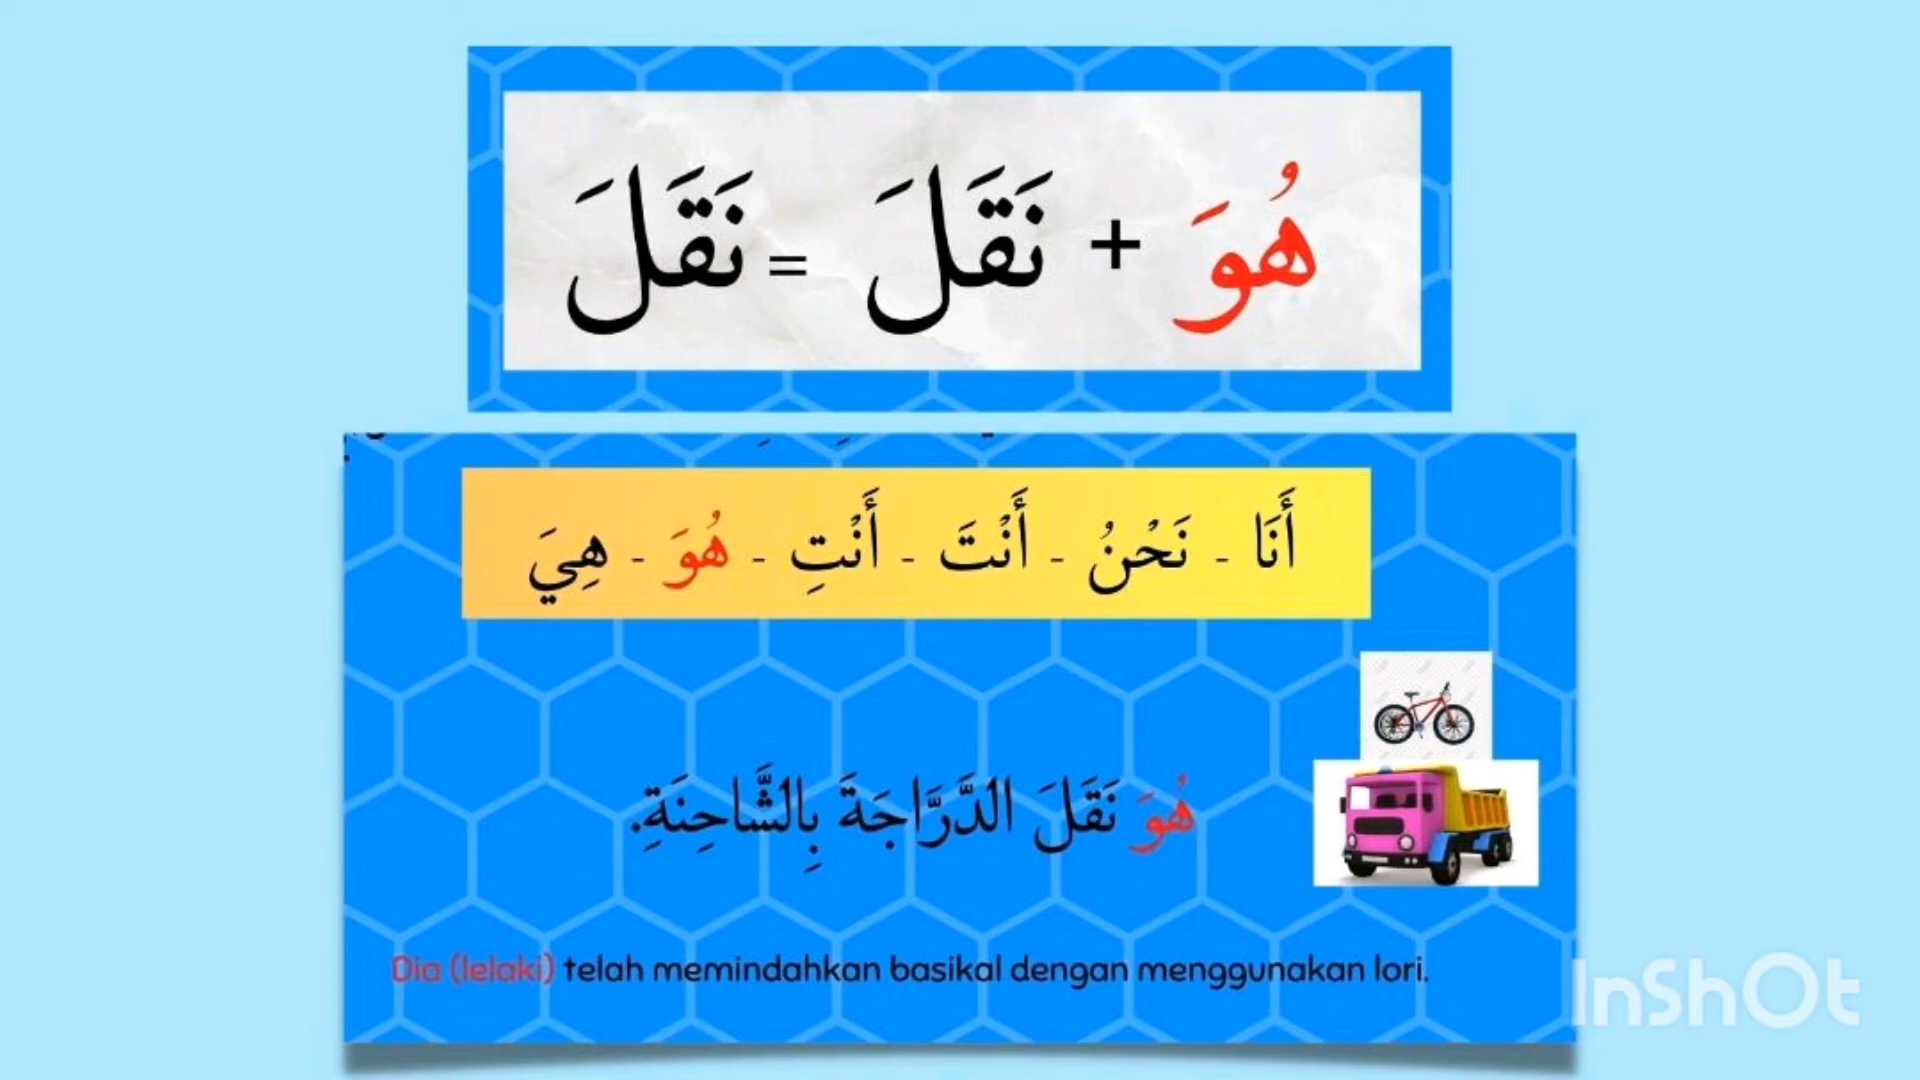 هُوَ + نَقَلَ = نَقَلَ
أَنَا - نَحْنُ - أَنْتَ - أَنْتِ - هُوَ - هِيَ
هُوَ نَقَلَ الدَّرَّاجَةَ بِالشَّاحِنَةِ.
Dia (lelaki) telah memindahkan basikal dengan menggunakan lori.
InShOt